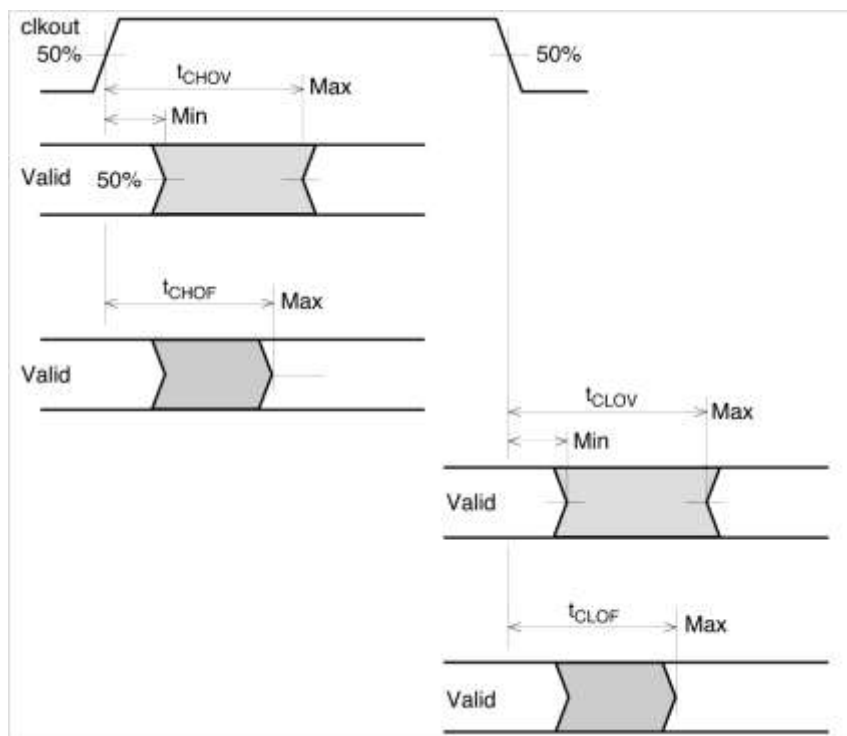 clkout
50%
50%
tCHOV
Max
Min
Valid
50%
tCHOF
Max
Valid
tCLOV
Max
Min
Valid
tCLOF
Max
Valid